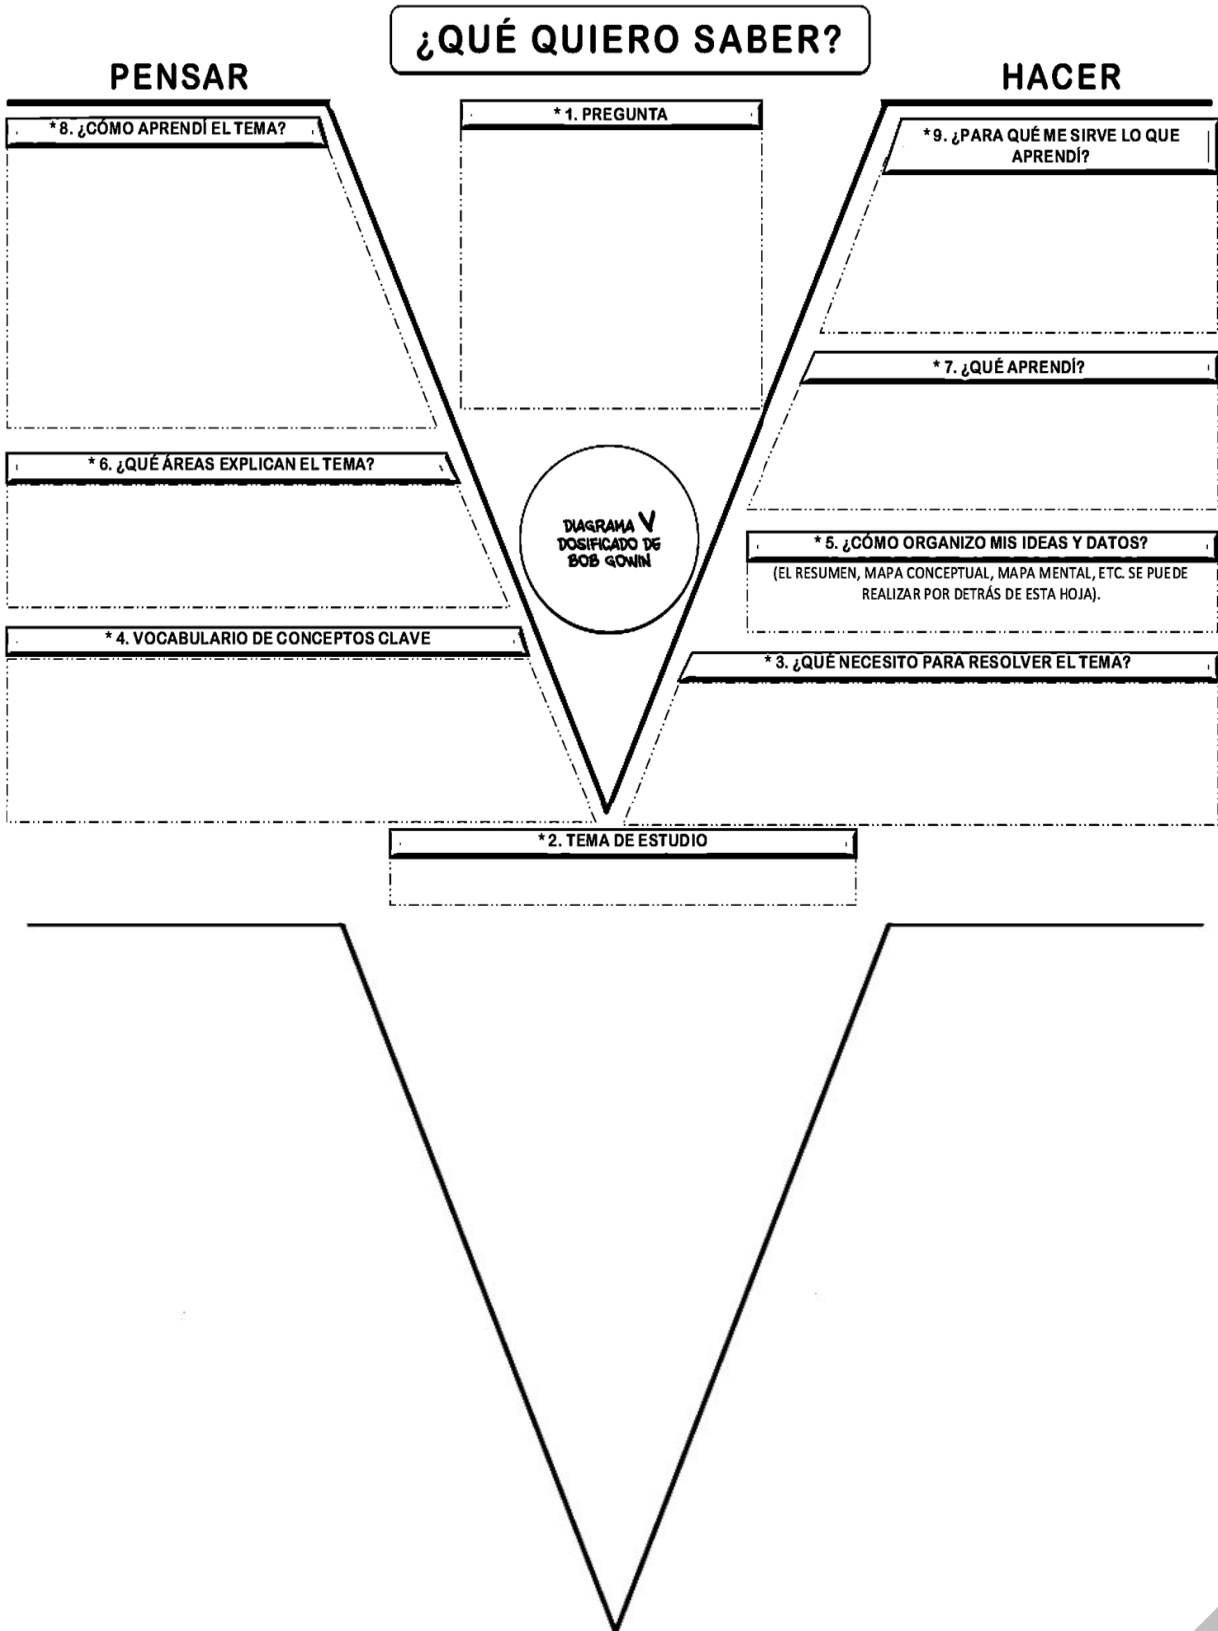 ¿QUÉ QUIERO SABER?
PENSAR
HACER
* 8. ¿CÓMO APRENDÍ EL TEMA?
* 1. PREGUNTA
* 9. ¿PARA QUÉ ME SIRVE LO QUE
APRENDÍ?
* 7. ¿QUÉ APRENDÍ?
* 6. ¿QUÉ ÁREAS EXPLICAN EL TEMA?
DIAGRAMA V
DOSIFICADO DE
BOB GOWIN
* 5. ¿CÓMO ORGANIZO MIS IDEAS Y DATOS?
(EL RESUMEN, MAPA CONCEPTUAL, MAPA MENTAL, ETC. SE PUEDE
REALIZAR POR DETRÁS DE ESTA HOJA).
* 4. VOCABULARIO DE CONCEPTOS CLAVE
* 3. ¿QUÉ NECESITO PARA RESOLVER EL TEMA?
* 2. TEMA DE ESTUDIO